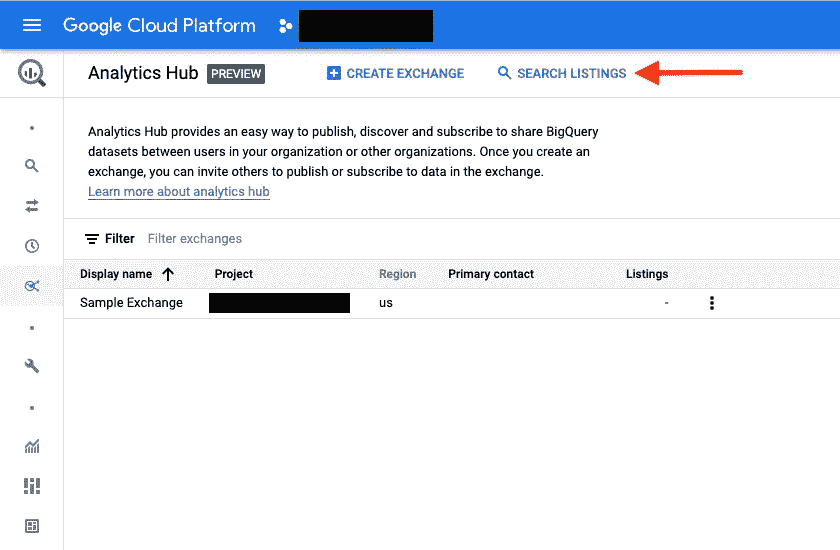 Google Cloud Platform
Analytics Hub PREVIEW CREATE EXCHANGE SEARCH LISTINGS
Analytics Hub provides an easy way to publish, discover and subscribe to share BigQuery
datasets between users in your organization or other organizations. Once you create an
exchange, you can invite others to publish or subscribe to data in the exchange.
Learn more about analytics hub
Filter Filter exchanges
Display name Project Region Primary contact Listings
Sample Exchange us -